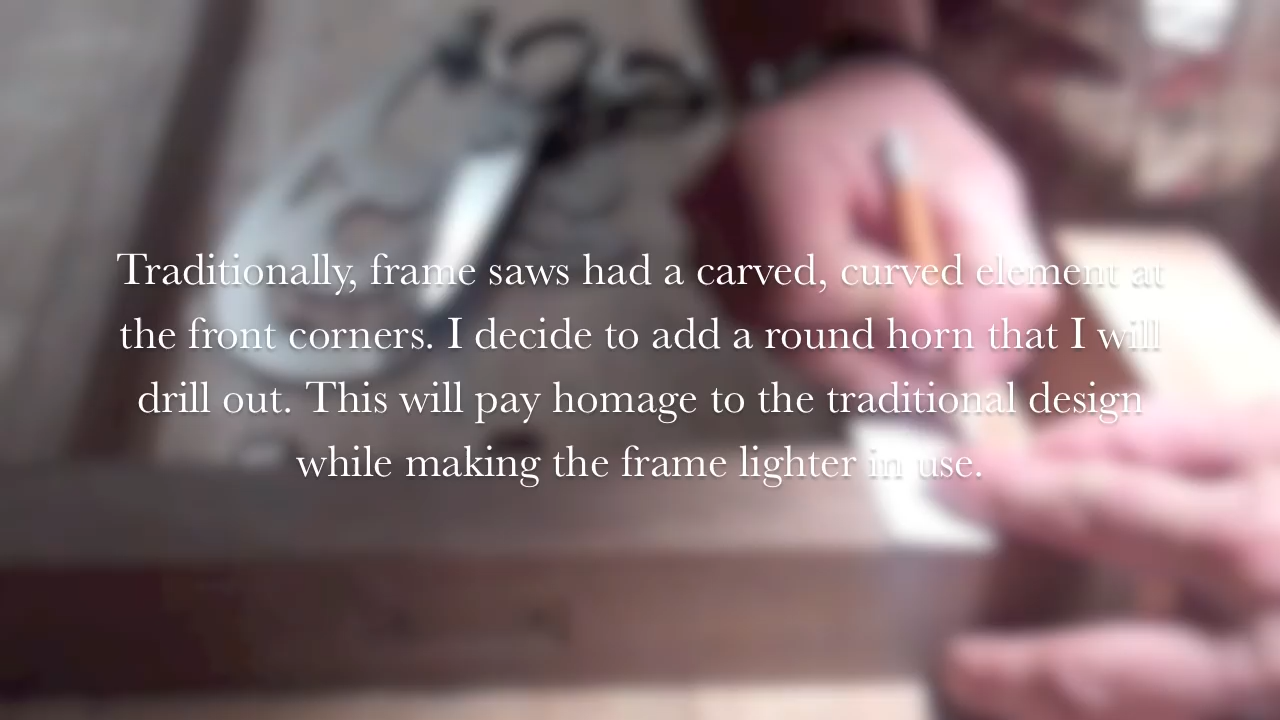 Traditionally, frame saws had a carved, curved element at
the front corners. I decide to add a round horn that I will
drill out. This will pay homage to the traditional design
while making the frame lighter in use.